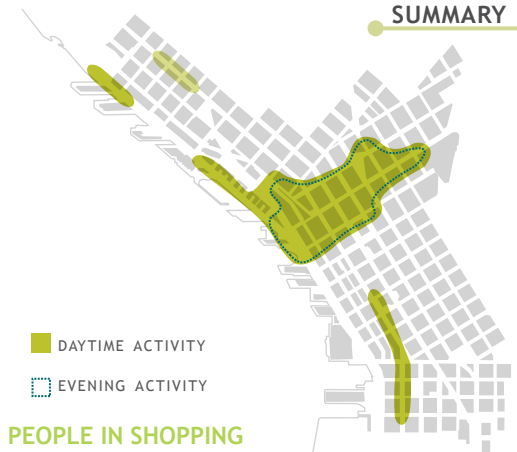 SUMMARY
DAYTIME ACTIVITY
EVENING ACTIVITY
PEOPLE IN SHOPPING